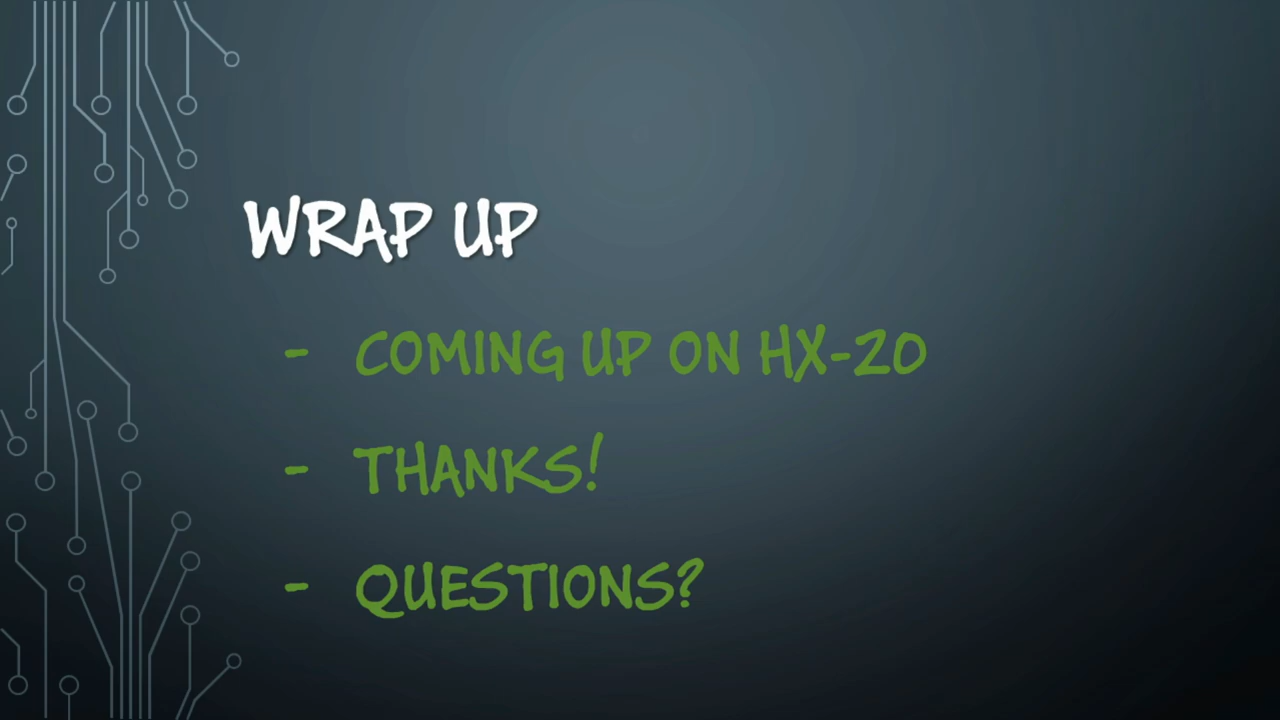 WRAP UP
- COMING UP ON HX-20
- THANKS!
- QUESTIONS?